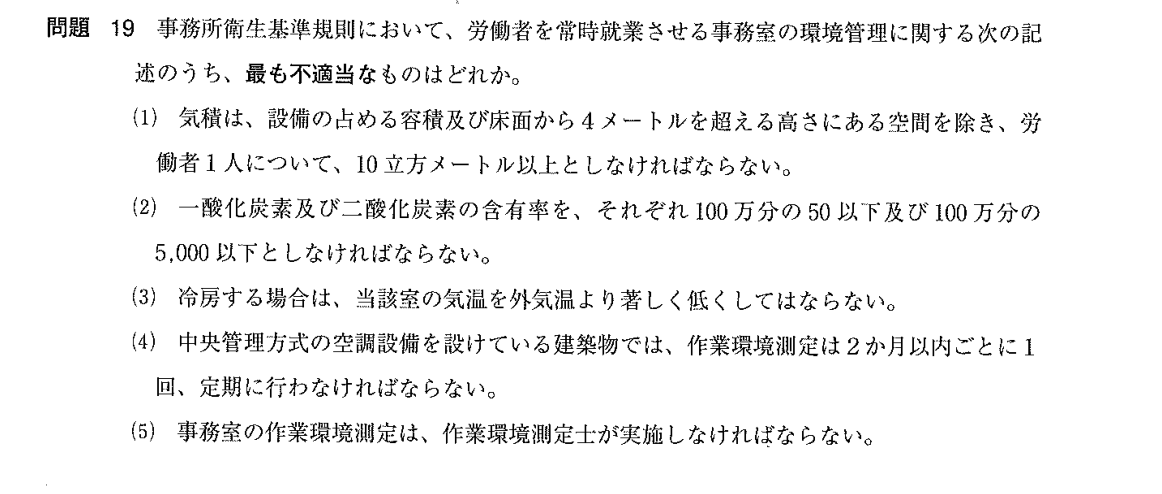 問題 19 事務所衛生基準規則において、労働者を常時就業させる事務室の環境管理に関する次の記
述のうち、最も不適当なものはどれか。
(1) 気積は、設備の占める容積及び床面から4メートルを超える高さにある空間を除き、労
働者1人について、10立方メートル以上としなければならない。
(2) 一酸化炭素及び二酸化炭素の含有率を、それぞれ100万分の50以下及び100万分の
5,000以下としなければならない。
(3) 冷房する場合は、当該室の気温を外気温より著しく低くしてはならない。
(4) 中央管理方式の空調設備を設けている建築物では、作業環境測定は2か月以内ごとに1
回、定期に行わなければならない。
(5) 事務室の作業環境測定は、作業環境測定士が実施しなければならない。